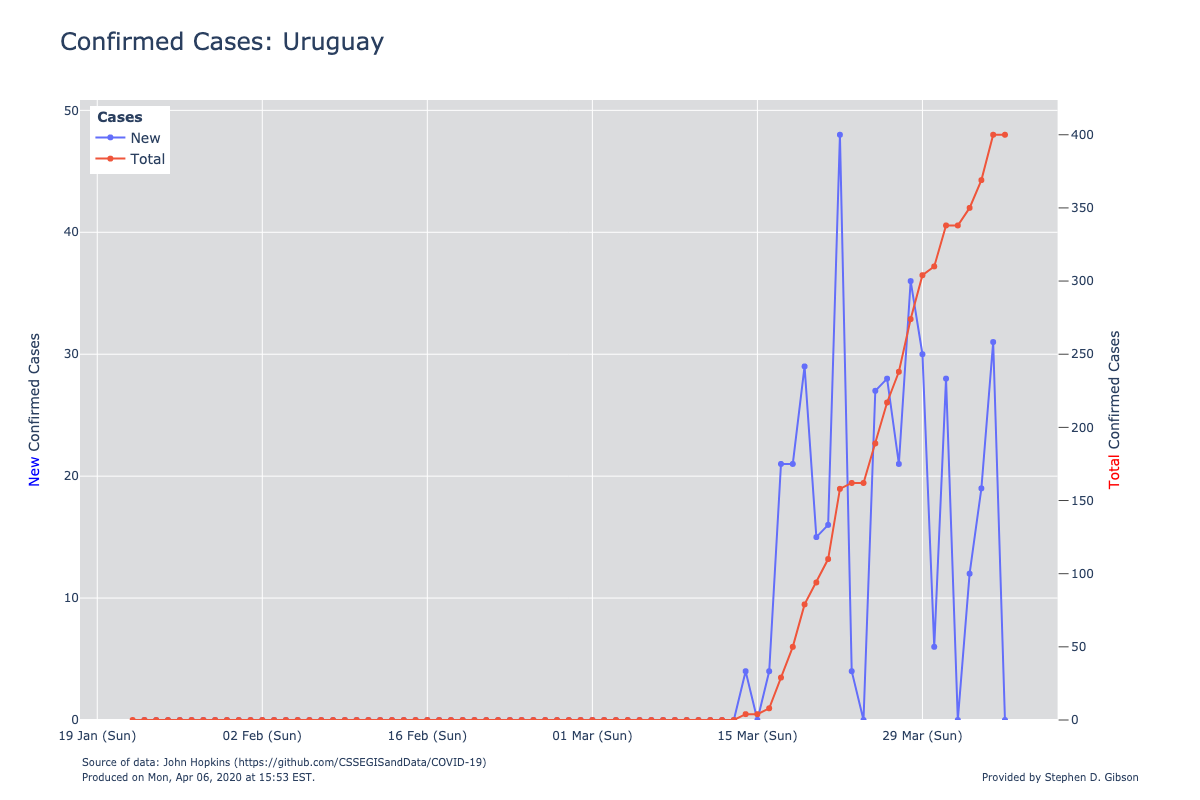 Confirmed Cases: Uruguay
Cases
New
Total
50
40
30
20
10
0
New Confirmed Cases
400
350
300
250
200
150
100
50
0
Total Confirmed Cases
19 Jan (Sun) 02 Feb (Sun) 16 Feb (Sun) 01 Mar (Sun) 15 Mar (Sun) 29 Mar (Sun)
Source of data: John Hopkins (https://github.com/CSSEGISandData/COVID-19)
Produced on Mon, Apr 06, 2020 at 15:53 EST.
Provided by Stephen D. Gibson